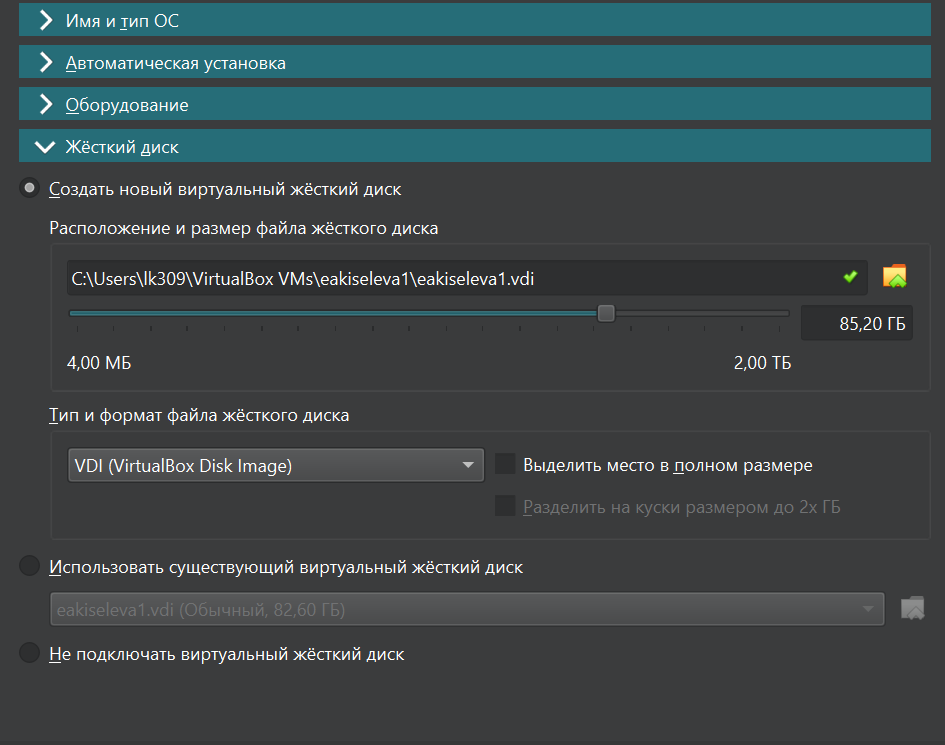 Имя и тип ОС
Автоматическая установка
Оборудование
Жёсткий диск
Создать новый виртуальный жёсткий диск
Расположение и размер файла жёсткого диска
C:\Users\lk309\VirtualBox VMs\eakiseleva1\eakiseleva1.vdi
85,20 ГБ
4,00 МБ 2,00 ТБ
Тип и формат файла жёсткого диска
VDI (VirtualBox Disk Image) Выделить место в полном размере
Разделить на куски размером до 2х ГБ
Использовать существующий виртуальный жёсткий диск
eakiseleva1.vdi (Обычный, 82,60 ГБ)
Не подключать виртуальный жёсткий диск